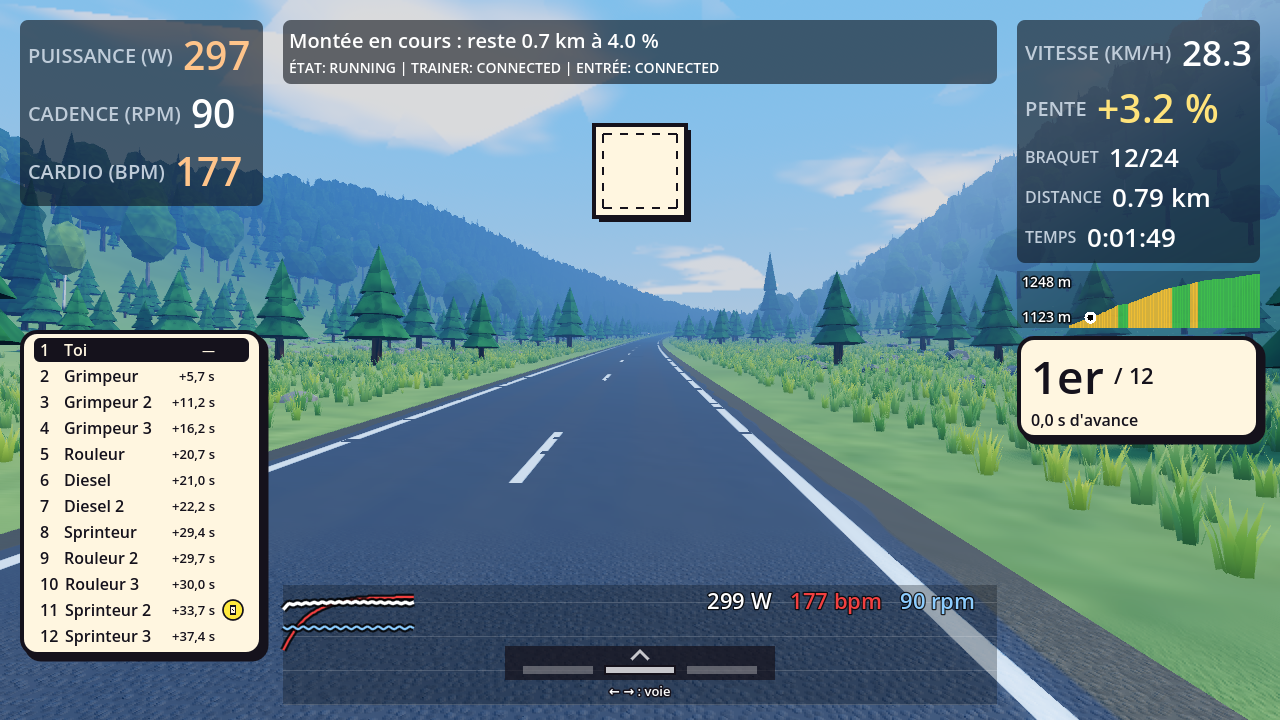 PUISSANCE (W) 297
CADENCE (RPM) 90
CARDIO (BPM) 177
Montée en cours : reste 0.7 km à 4.0 %
ÉTAT: RUNNING | TRAINER: CONNECTED | ENTRÉE: CONNECTED
VITESSE (KM/H) 28.3
PENTE +3.2 %
BRAQUET 12/24
DISTANCE 0.79 km
TEMPS 0:01:49
1248 m
1123 m
1er / 12
0,0 s d'avance
1 Toi —
2 Grimpeur +5,7 s
3 Grimpeur 2 +11,2 s
4 Grimpeur 3 +16,2 s
5 Rouleur +20,7 s
6 Diesel +21,0 s
7 Diesel 2 +22,2 s
8 Sprinteur +29,4 s
9 Rouleur 2 +29,7 s
10 Rouleur 3 +30,0 s
11 Sprinteur 2 +33,7 s
12 Sprinteur 3 +37,4 s
299 W 177 bpm 90 rpm
← → : voie